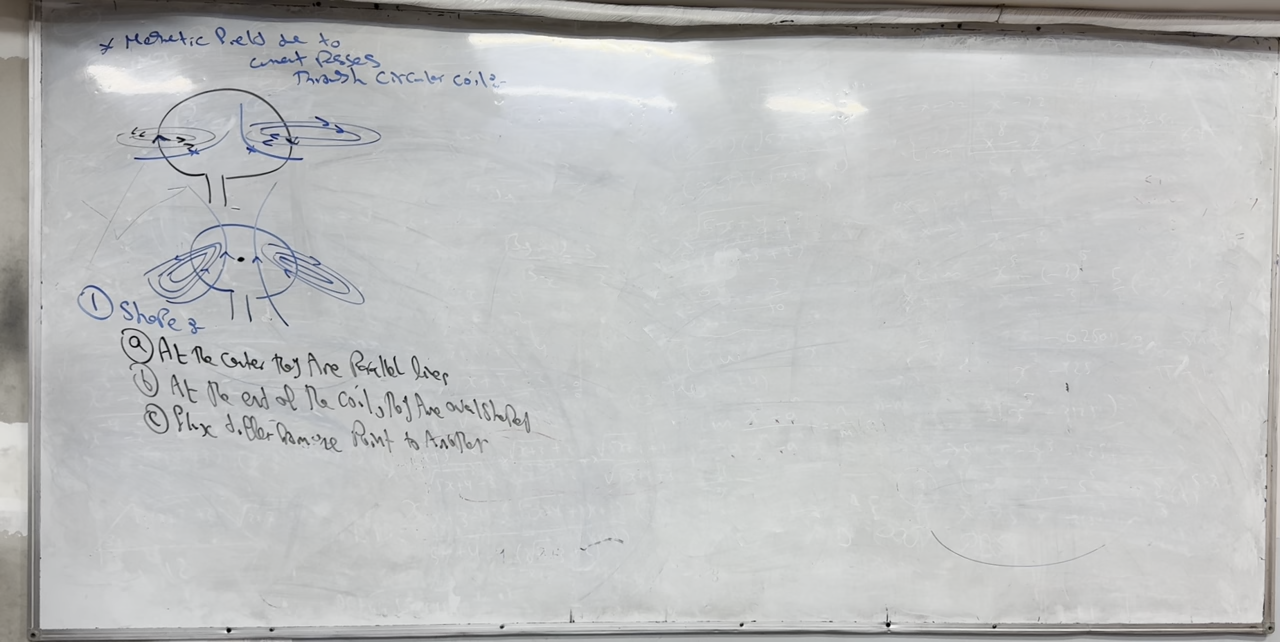 * Magnetic Field due to
current Passes
Through Circular coil:-
① Shape:
ⓐ At the center they Are Parallel lines
ⓑ At the end of the coil, they Are oval shaped
ⓒ Flux differ from one Point to Another